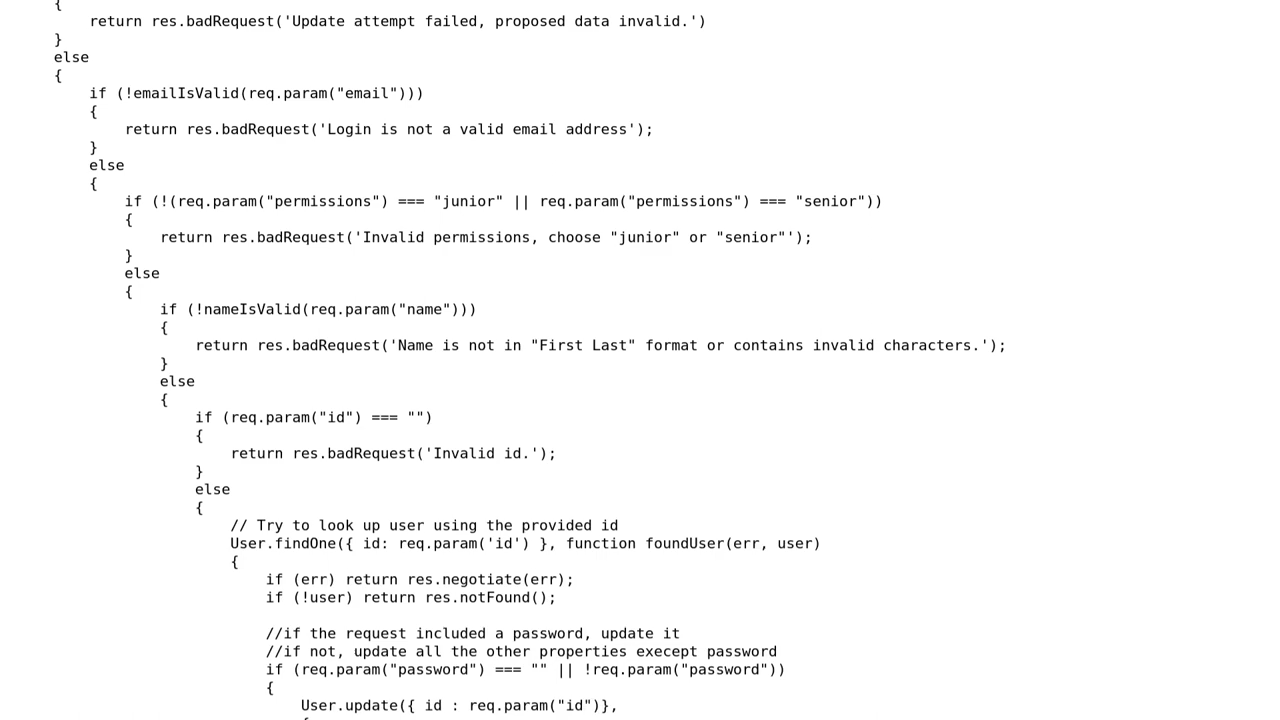 {
return res.badRequest('Update attempt failed, proposed data invalid.')
}
else
{
if (!emailIsValid(req.param("email")))
{
return res.badRequest('Login is not a valid email address');
}
else
{
if (!(req.param("permissions") === "junior" || req.param("permissions") === "senior"))
{
return res.badRequest('Invalid permissions, choose "junior" or "senior"');
}
else
{
if (!nameIsValid(req.param("name")))
{
return res.badRequest('Name is not in "First Last" format or contains invalid characters.');
}
else
{
if (req.param("id") === "")
{
return res.badRequest('Invalid id.');
}
else
{
// Try to look up user using the provided id
User.findOne({ id: req.param('id') }, function foundUser(err, user)
{
if (err) return res.negotiate(err);
if (!user) return res.notFound();
//if the request included a password, update it
//if not, update all the other properties execept password
if (req.param("password") === "" || !req.param("password"))
{
User.update({ id : req.param("id")},
{